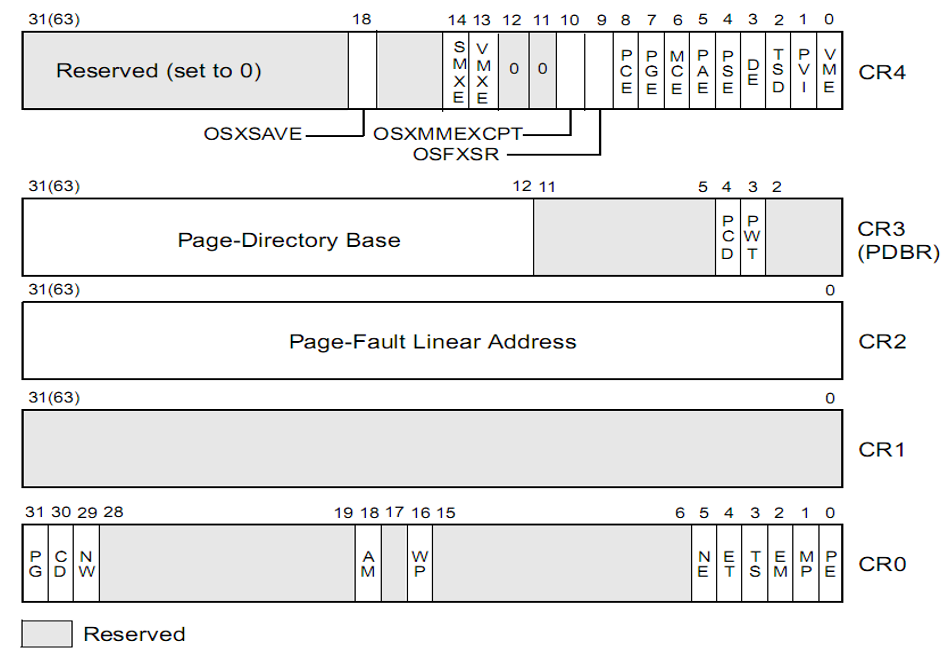 31(63) 18 14 13 12 11 10 9 8 7 6 5 4 3 2 1 0
Reserved (set to 0) SMXE VMXE 0 0 PCE PGE MCE PAE PSE DE TSD PVI VME CR4
OSXSAVE OSXMMEXCPT
OSFXSR
31(63) 12 11 5 4 3 2
Page-Directory Base PCD PWT CR3
(PDBR)
31(63) 0
Page-Fault Linear Address CR2
31(63) 0
CR1
31 30 29 28 19 18 17 16 15 6 5 4 3 2 1 0
PG CD NW AM WP NE ET TS EM MP PE CR0
Reserved